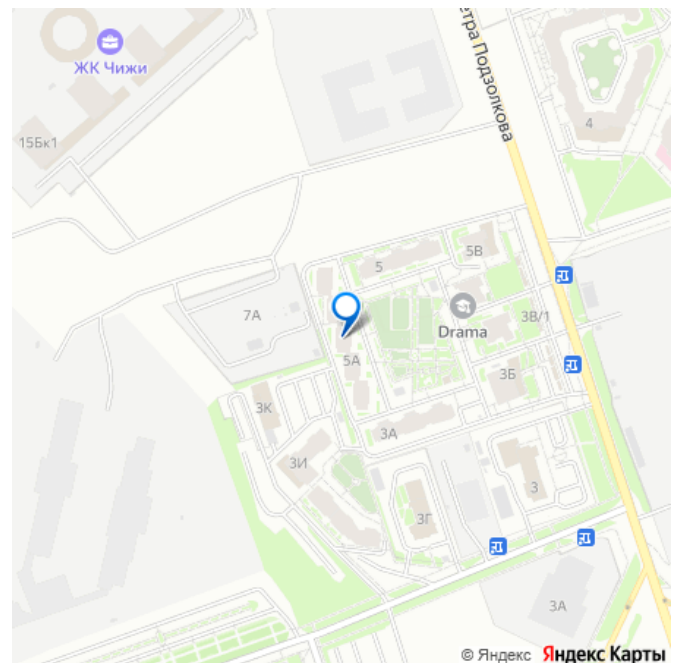 етра Подзолкова
ЖК Чижи
4
15Бк1
5В
5
7А
3В/1
Drama
5А
3Б
3К
3А
3И
3
3Г
3А
© Яндекс Яндекс Карты